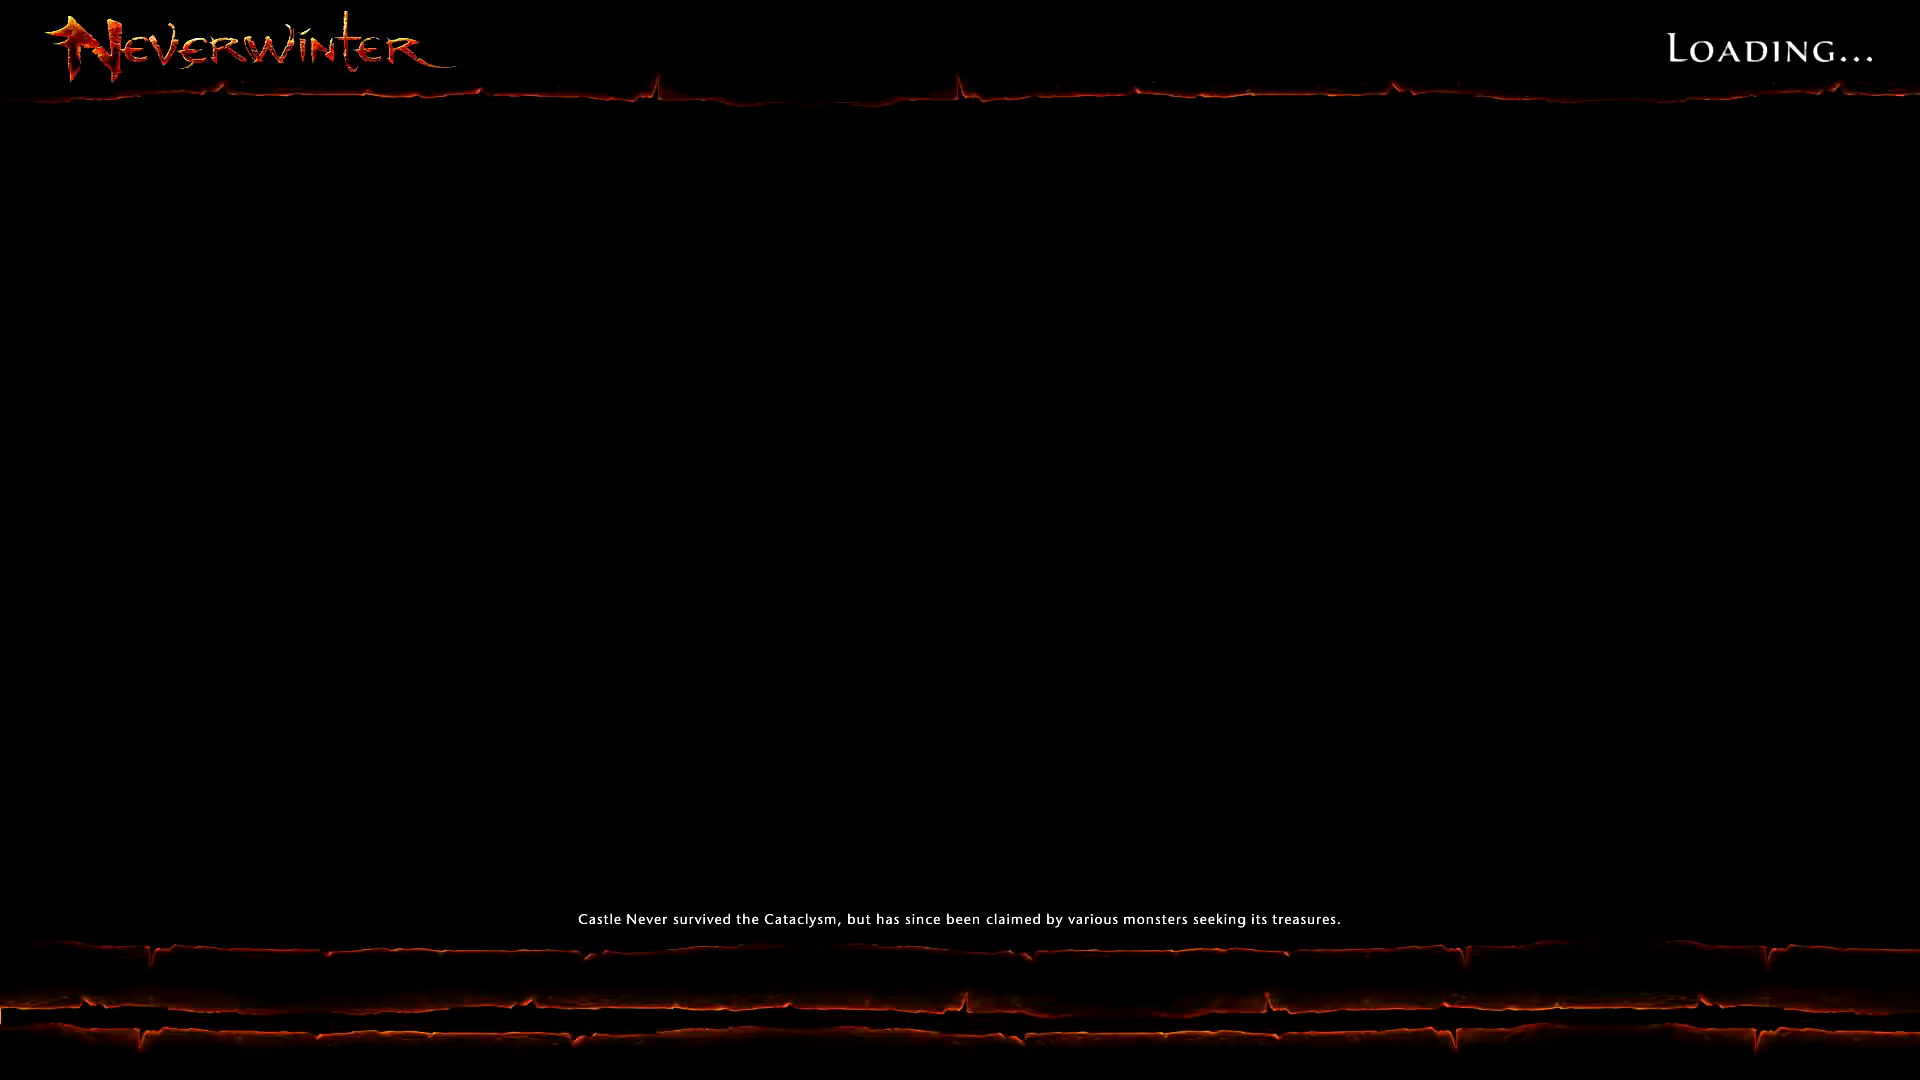 NEVERWINTER
LOADING...
Castle Never survived the Cataclysm, but has since been claimed by various monsters seeking its treasures.